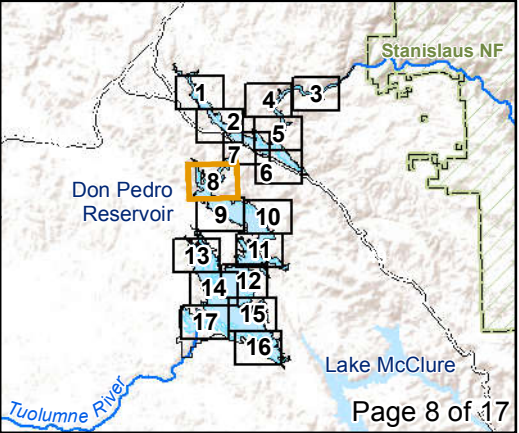 Stanislaus NF
1
4
3
2
5
7
6
8
Don Pedro
Reservoir
9
10
13
11
14
12
17
15
16
Lake McClure
Tuolumne River
Page 8 of 17